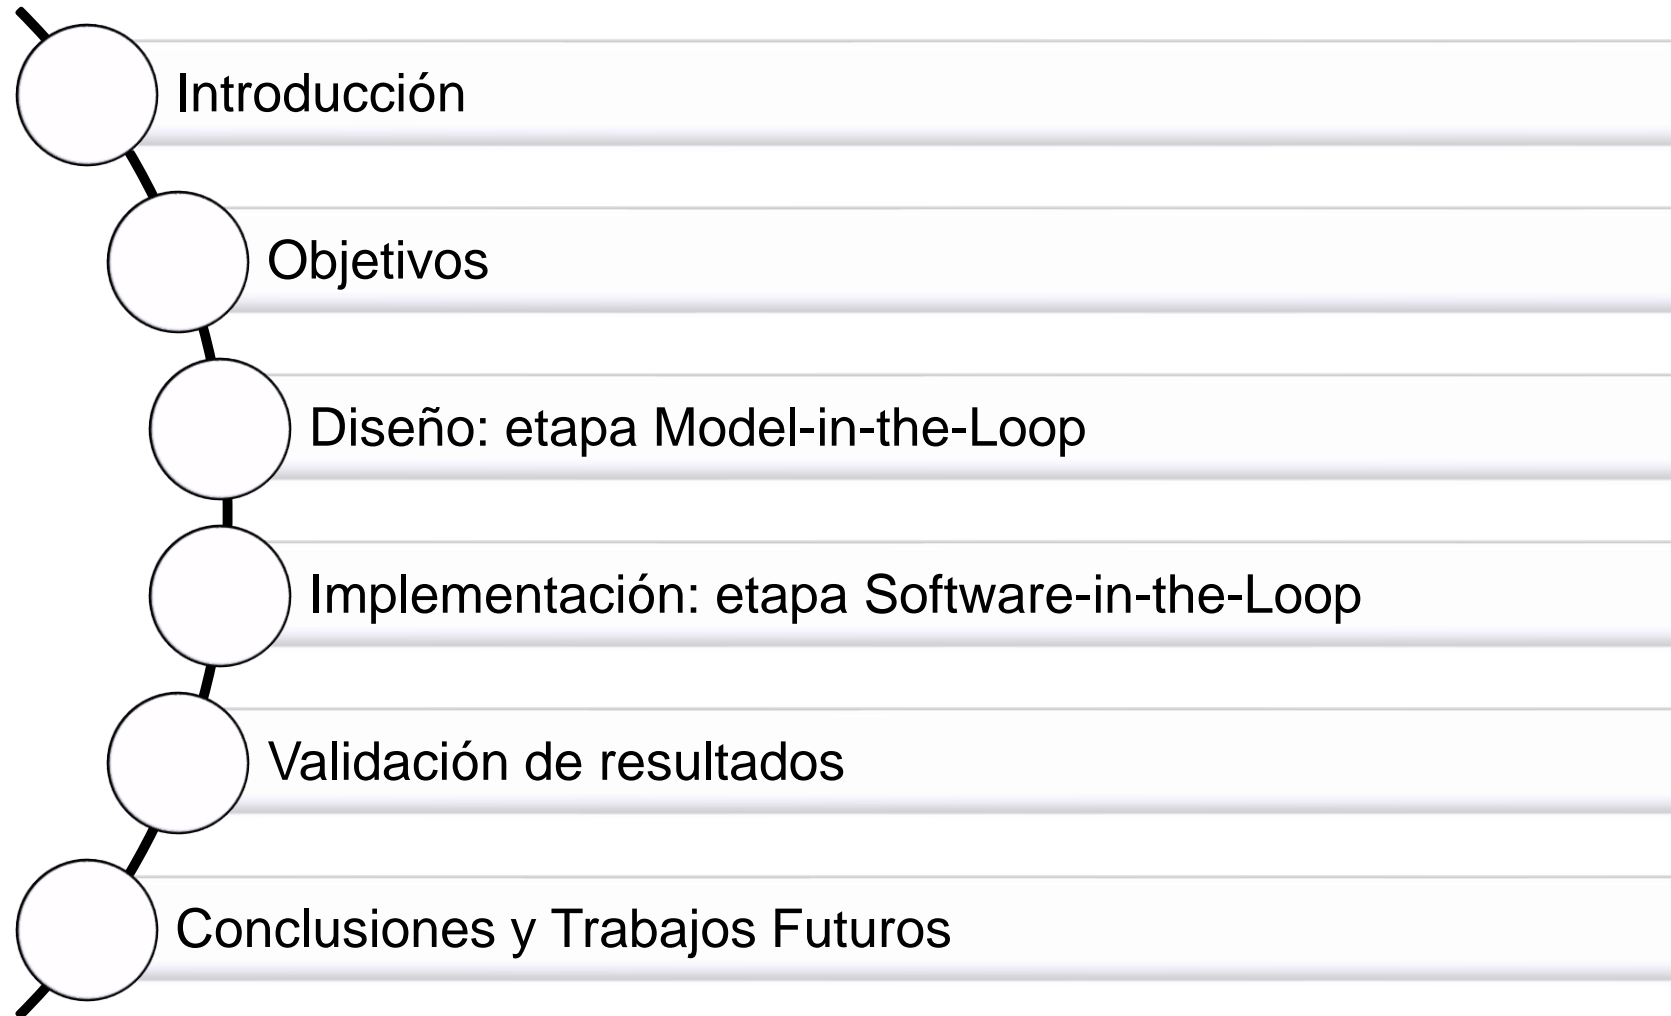 Introducción
Objetivos
Diseño: etapa Model-in-the-Loop
Implementación: etapa Software-in-the-Loop
Validación de resultados
Conclusiones y Trabajos Futuros